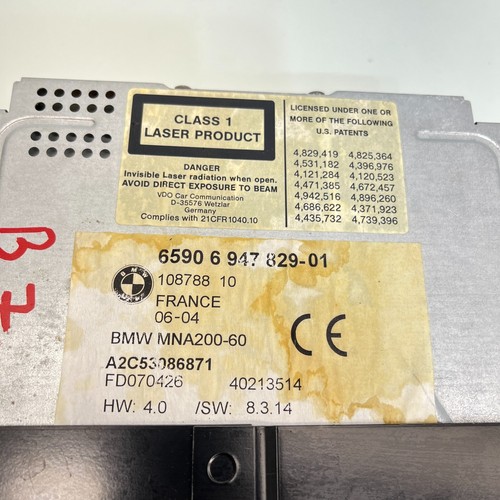 CLASS 1
LASER PRODUCT
DANGER
Invisible Laser radiation when open.
AVOID DIRECT EXPOSURE TO BEAM
VDO Car Communication
D-35576 Wetzlar
Germany
Complies with 21CFR1040.10
LICENSED UNDER ONE OR
MORE OF THE FOLLOWING
U.S. PATENTS
4,829,419 4,825,364
4,531,182 4,396,976
4,121,284 4,120,523
4,471,385 4,672,457
4,942,516 4,896,260
4,686,622 4,371,923
4,435,732 4,739,396
B 7
6590 6 947 829-01
BMW
108788 10
FRANCE
06-04
BMW MNA200-60
CE
A2C53086871
FD070426 40213514
HW: 4.0 /SW: 8.3.14